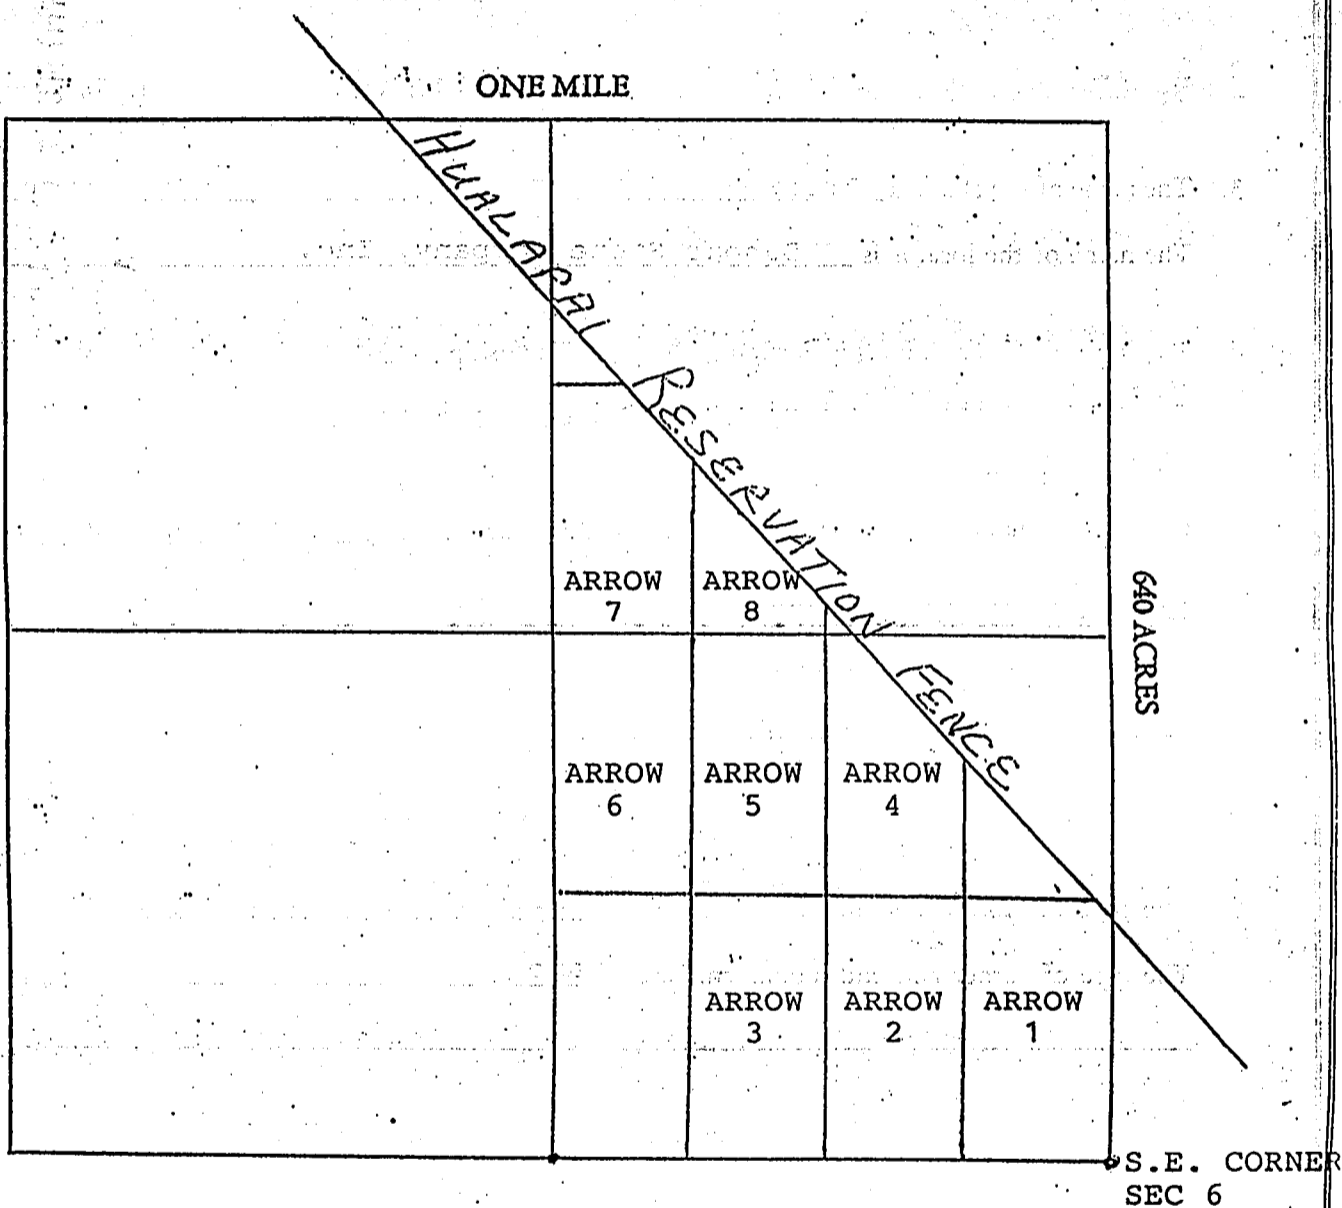 ONE MILE
HUALAPAI RESERVATION FENCE
640 ACRES
ARROW
7
ARROW
8
ARROW
6
ARROW
5
ARROW
4
ARROW
3
ARROW
2
ARROW
1
S.E. CORNER
SEC 6